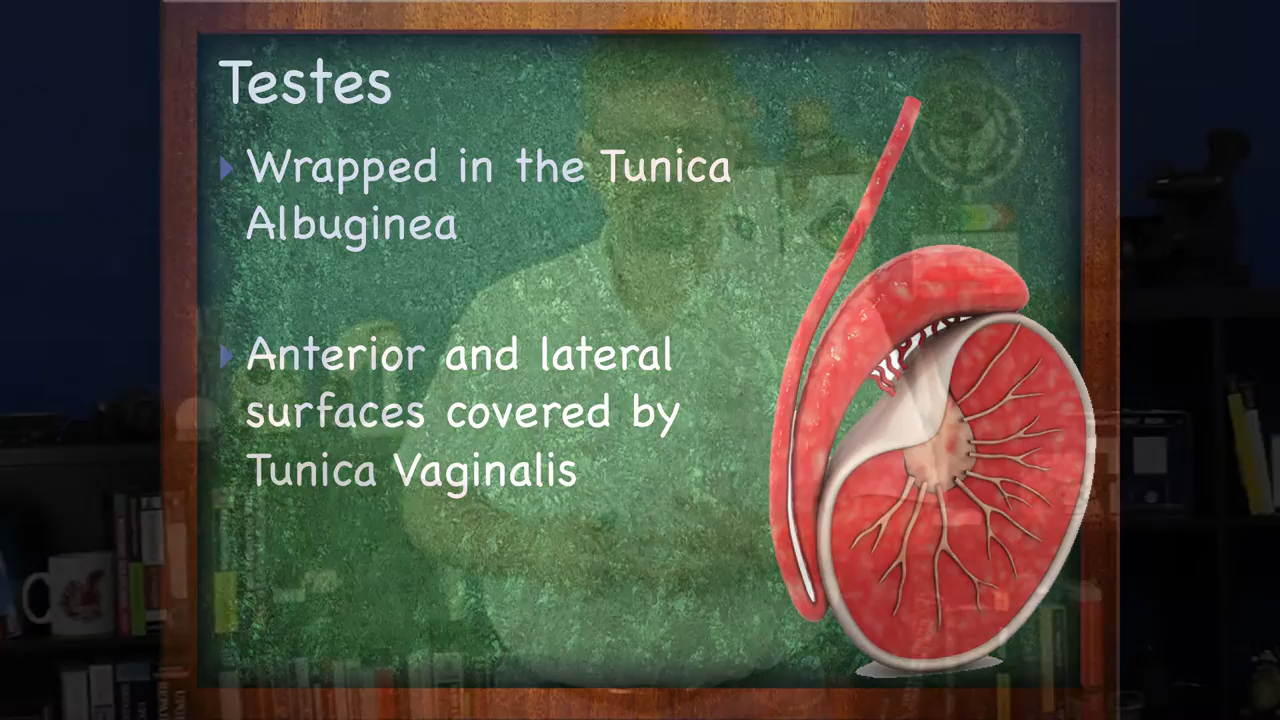 Testes
Wrapped in the Tunica
Albuginea
Anterior and lateral
surfaces covered by
Tunica Vaginalis